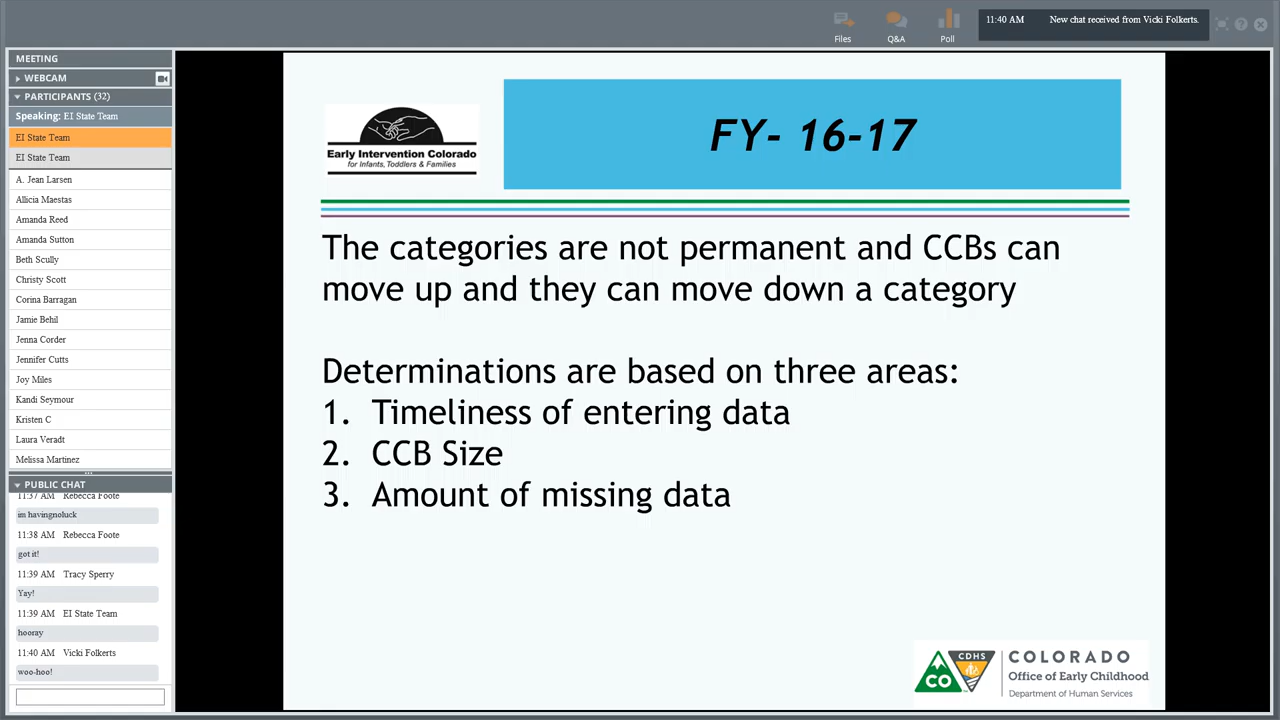 Files
Q&A
Poll
11:40 AM New chat received from Vicki Folkerts.
MEETING
WEBCAM
PARTICIPANTS (32)
Speaking: EI State Team
EI State Team
EI State Team
A. Jean Larsen
Allicia Maestas
Amanda Reed
Amanda Sutton
Beth Scully
Christy Scott
Corina Barragan
Jamie Behil
Jenna Corder
Jennifer Cutts
Joy Miles
Kandi Seymour
Kristen C
Laura Veradt
Melissa Martinez
PUBLIC CHAT
11:37 AM Rebecca Foote
im havingnoluck
11:38 AM Rebecca Foote
got it!
11:39 AM Tracy Sperry
Yay!
11:39 AM EI State Team
hooray
11:40 AM Vicki Folkerts
woo-hoo!
Early Intervention Colorado
for Infants, Toddlers & Families
FY- 16-17
The categories are not permanent and CCBs can
move up and they can move down a category
Determinations are based on three areas:
1. Timeliness of entering data
2. CCB Size
3. Amount of missing data
CO
CDHS
COLORADO
Office of Early Childhood
Department of Human Services